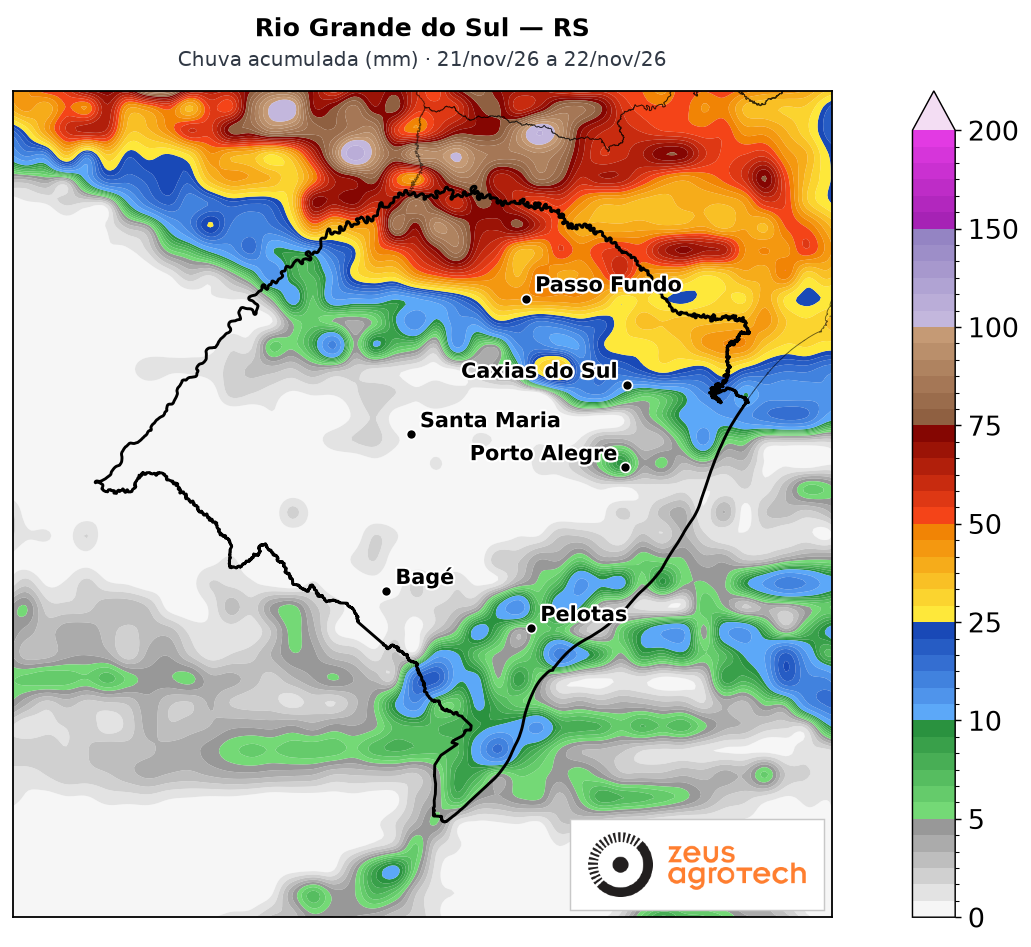 Rio Grande do Sul — RS
Chuva acumulada (mm) · 21/nov/26 a 22/nov/26
Passo Fundo
Caxias do Sul
Santa Maria
Porto Alegre
Bagé
Pelotas
200
150
100
75
50
25
10
5
0
zeus
agrotech